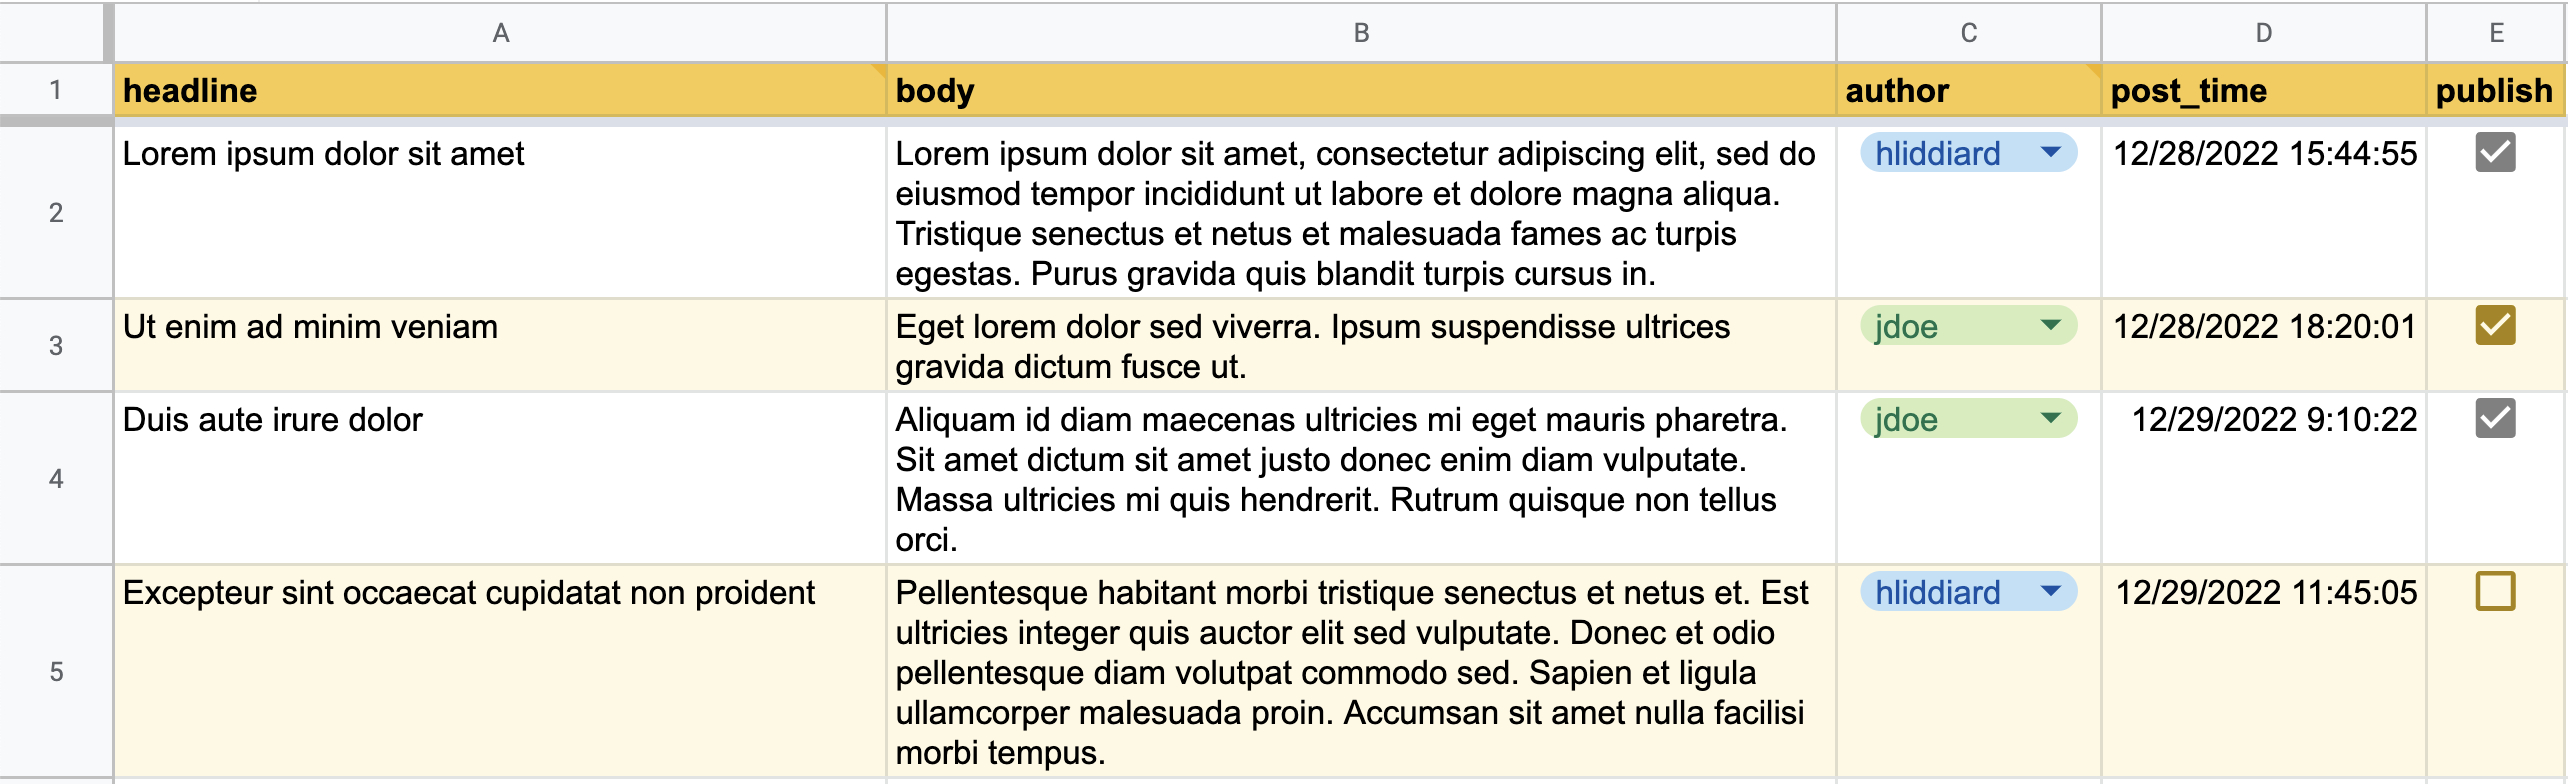 A B C D E
1 headline body author post_time publish
2 Lorem ipsum dolor sit amet Lorem ipsum dolor sit amet, consectetur adipiscing elit, sed do hliddiard 12/28/2022 15:44:55
eiusmod tempor incididunt ut labore et dolore magna aliqua.
Tristique senectus et netus et malesuada fames ac turpis
egestas. Purus gravida quis blandit turpis cursus in.
3 Ut enim ad minim veniam Eget lorem dolor sed viverra. Ipsum suspendisse ultrices jdoe 12/28/2022 18:20:01
gravida dictum fusce ut.
4 Duis aute irure dolor Aliquam id diam maecenas ultricies mi eget mauris pharetra. jdoe 12/29/2022 9:10:22
Sit amet dictum sit amet justo donec enim diam vulputate.
Massa ultricies mi quis hendrerit. Rutrum quisque non tellus
orci.
5 Excepteur sint occaecat cupidatat non proident Pellentesque habitant morbi tristique senectus et netus et. Est hliddiard 12/29/2022 11:45:05
ultricies integer quis auctor elit sed vulputate. Donec et odio
pellentesque diam volutpat commodo sed. Sapien et ligula
ullamcorper malesuada proin. Accumsan sit amet nulla facilisi
morbi tempus.